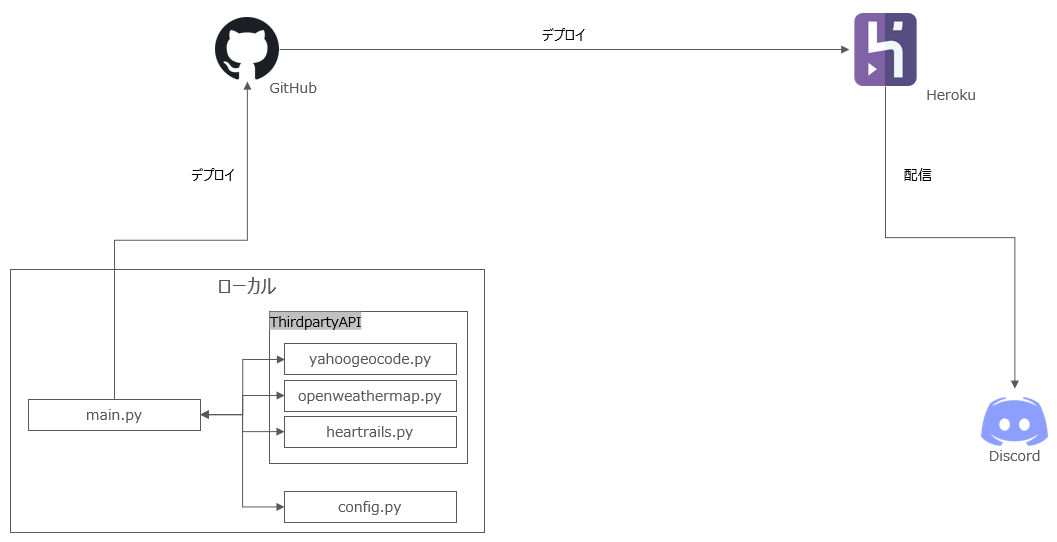 デプロイ
GitHub
Heroku
デプロイ
配信
ローカル
ThirdpartyAPI
yahoogeocode.py
openweathermap.py
main.py
heartrails.py
config.py
Discord